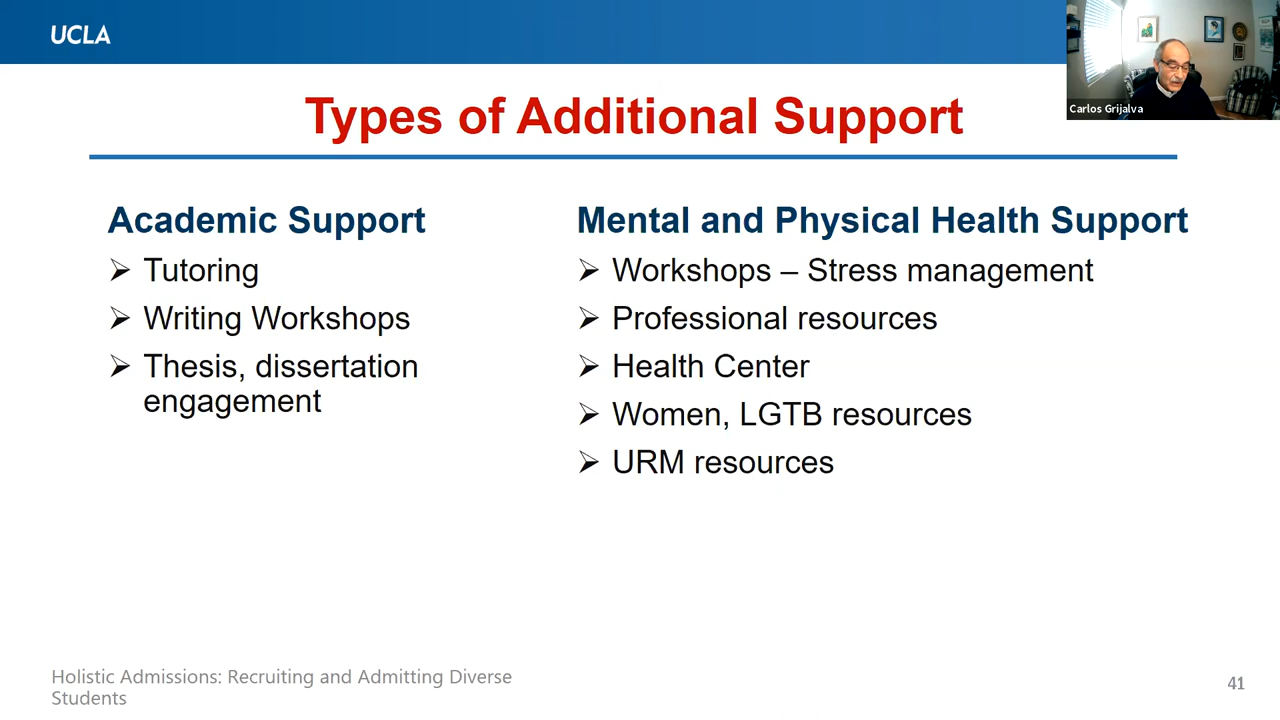 UCLA
Carlos Grijalva
Types of Additional Support
Academic Support
Tutoring
Writing Workshops
Thesis, dissertation
engagement
Mental and Physical Health Support
Workshops – Stress management
Professional resources
Health Center
Women, LGTB resources
URM resources
Holistic Admissions: Recruiting and Admitting Diverse
Students
41